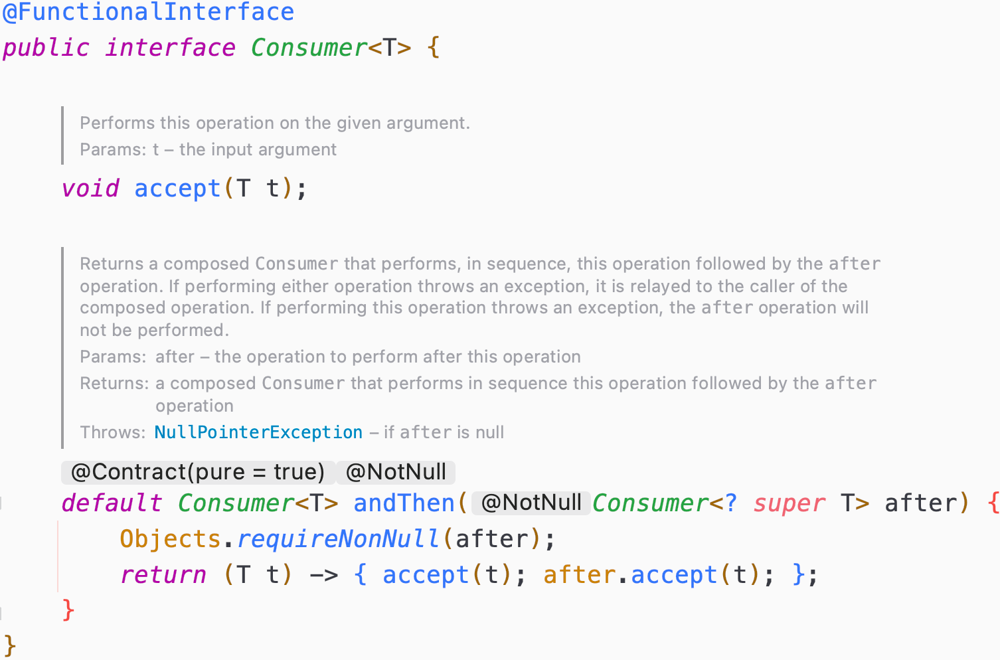 @FunctionalInterface
public interface Consumer<T> {
Performs this operation on the given argument.
Params: t – the input argument
void accept(T t);
Returns a composed Consumer that performs, in sequence, this operation followed by the after
operation. If performing either operation throws an exception, it is relayed to the caller of the
composed operation. If performing this operation throws an exception, the after operation will
not be performed.
Params: after – the operation to perform after this operation
Returns: a composed Consumer that performs in sequence this operation followed by the after
operation
Throws: NullPointerException – if after is null
@Contract(pure = true) @NotNull
default Consumer<T> andThen( @NotNull Consumer<? super T> after) {
Objects.requireNonNull(after);
return (T t) -> { accept(t); after.accept(t); };
}
}